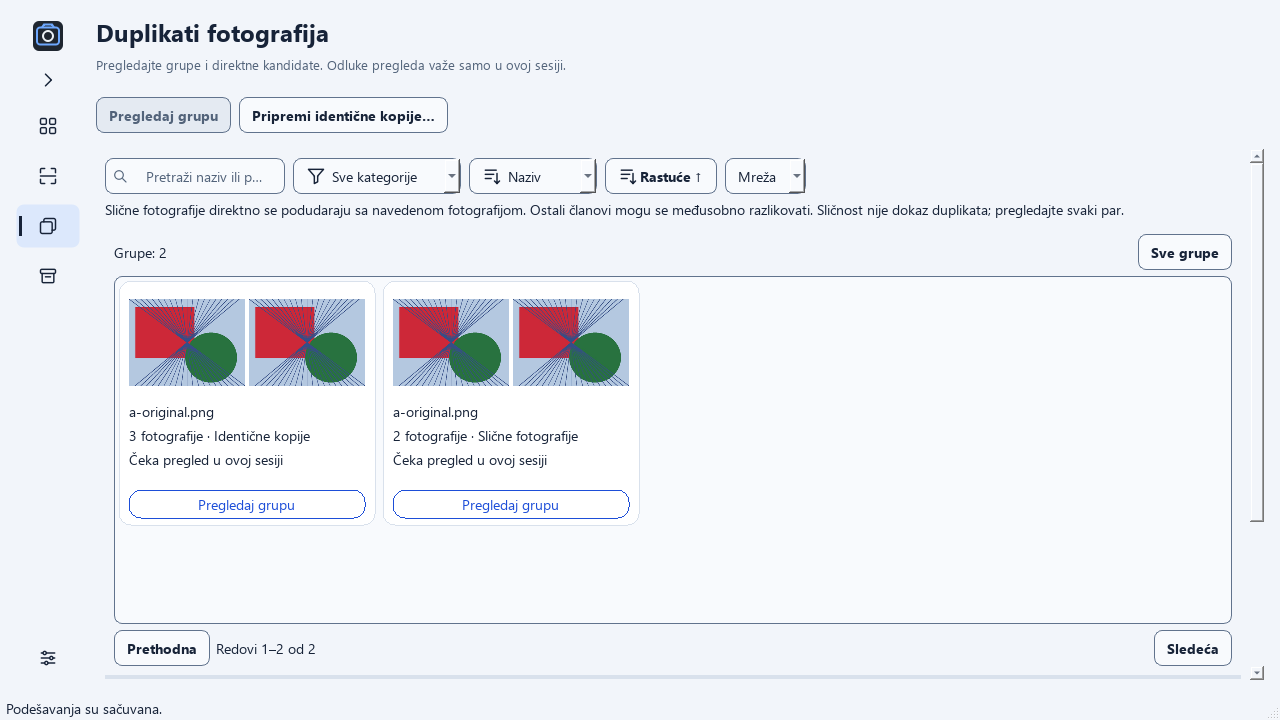 Duplikati fotografija
Pregledajte grupe i direktne kandidate. Odluke pregleda važe samo u ovoj sesiji.
Pregledaj grupu
Pripremi identične kopije...
Pretraži naziv ili p...
Sve kategorije
Naziv
Rastuće ↑
Mreža
Slične fotografije direktno se podudaraju sa navedenom fotografijom. Ostali članovi mogu se međusobno razlikovati. Sličnost nije dokaz duplikata; pregledajte svaki par.
Grupe: 2
Sve grupe
a-original.png
3 fotografije · Identične kopije
Čeka pregled u ovoj sesiji
Pregledaj grupu
a-original.png
2 fotografije · Slične fotografije
Čeka pregled u ovoj sesiji
Pregledaj grupu
Prethodna
Redovi 1–2 od 2
Sledeća
Podešavanja su sačuvana.